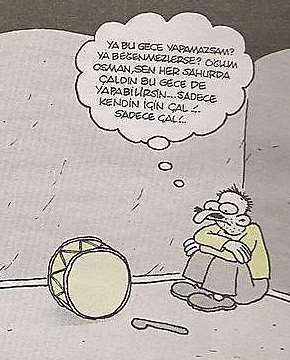 YA BU GECE YAPAMAZSAM?
YA BEĞENMEZLERSE? OĞLUM
OSMAN, SEN HER SAHURDA
ÇALDIN BU GECE DE
YAPABİLİRSİN... SADECE
KENDİN İÇİN ÇAL...
SADECE ÇAL!..